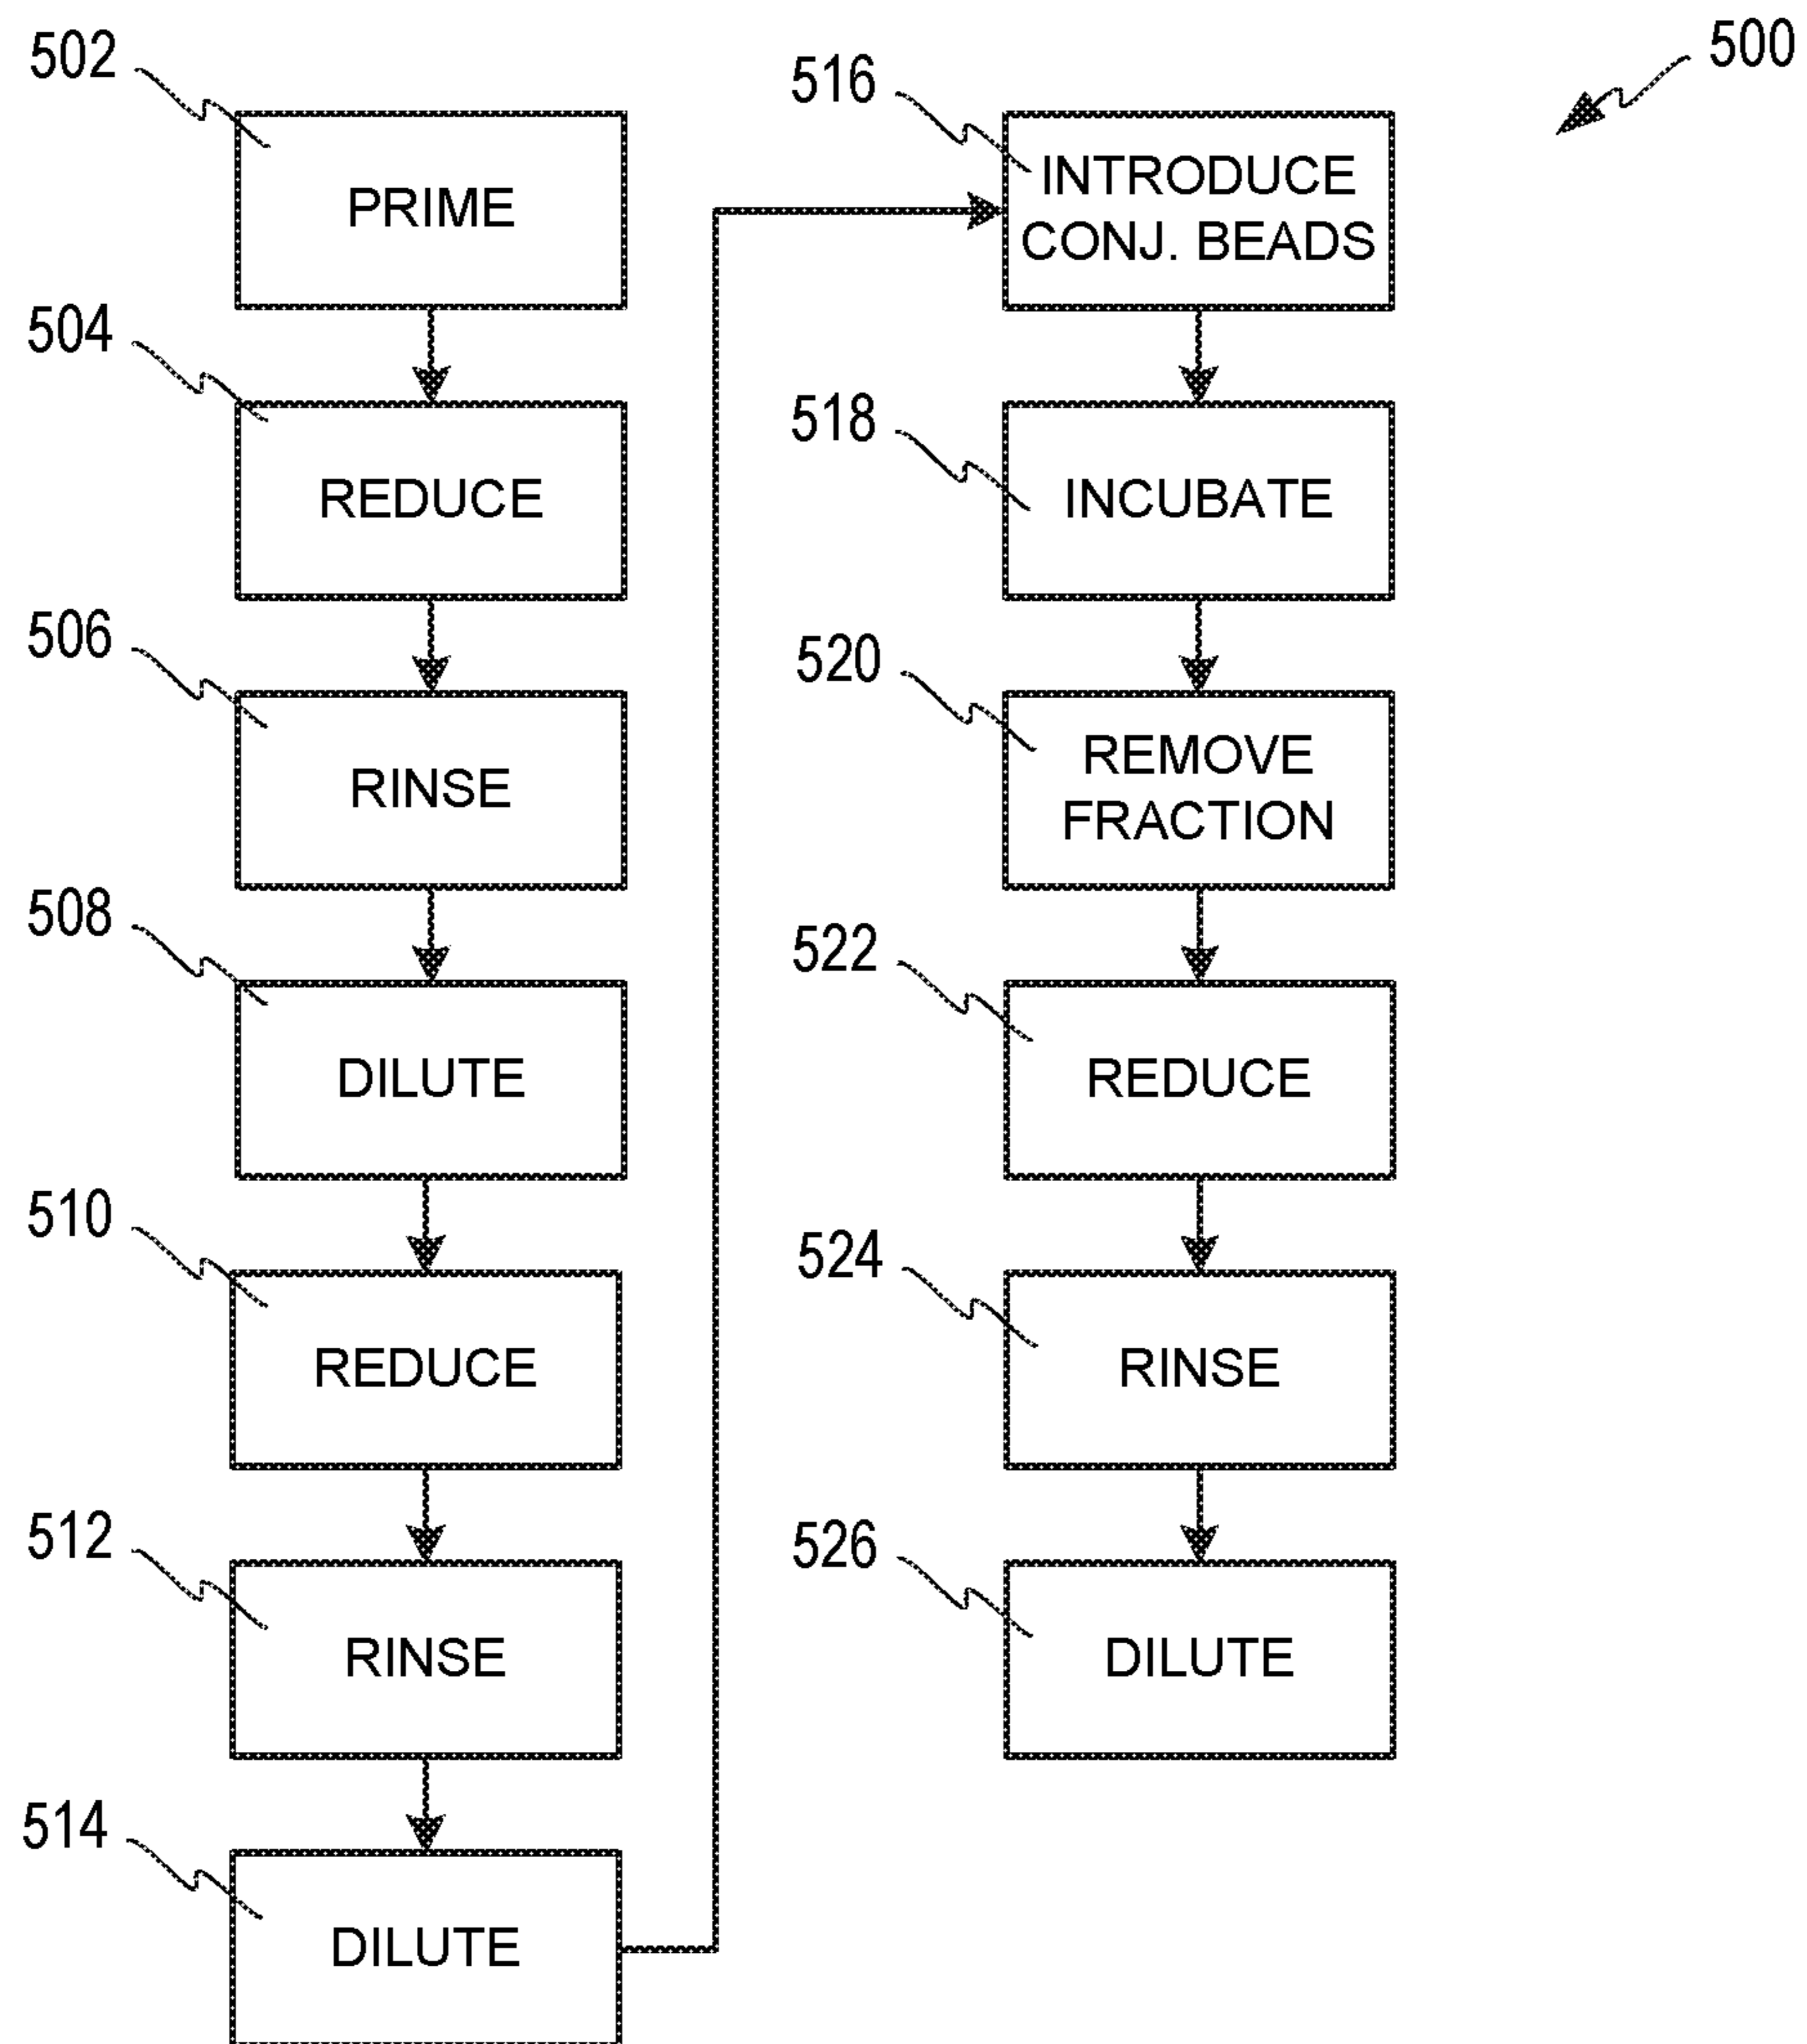 500
502
PRIME
504
REDUCE
506
RINSE
508
DILUTE
510
REDUCE
512
RINSE
514
DILUTE
516
INTRODUCE
CONJ. BEADS
518
INCUBATE
520
REMOVE
FRACTION
522
REDUCE
524
RINSE
526
DILUTE